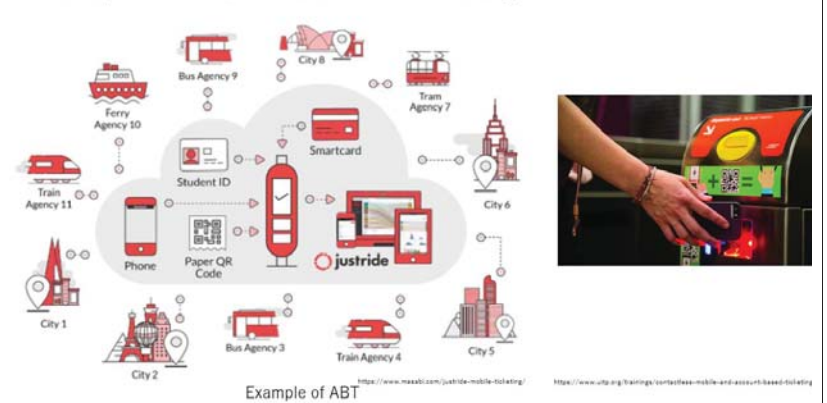 Bus Agency 9
City 8
Ferry
Agency 10
Tram
Agency 7
Smartcard
Student ID
Train
Agency 11
City 6
Phone
Paper QR
Code
justride
City 1
City 2
Bus Agency 3
Train Agency 4
City 5
https://www.masabi.com/justride-mobile-ticketing/
https://www.uitp.org/trainings/contactless-mobile-and-account-based-ticketing
Example of ABT